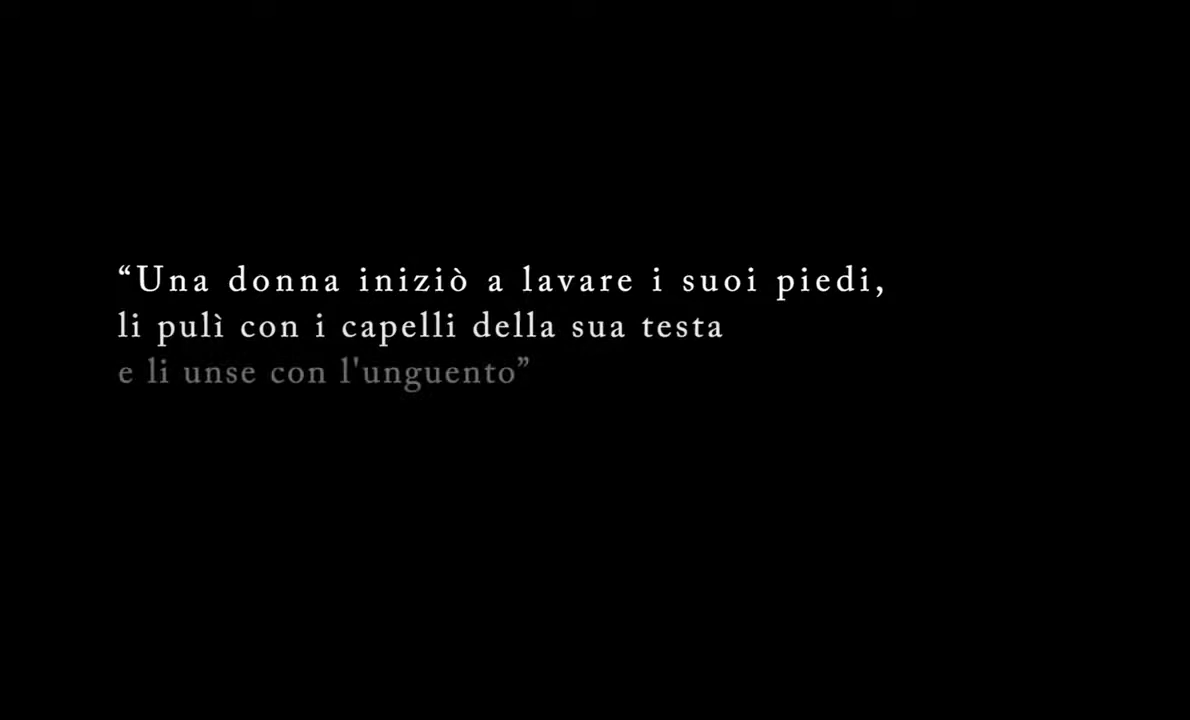 “Una donna iniziò a lavare i suoi piedi,
li pulì con i capelli della sua testa
e li unse con l'unguento”